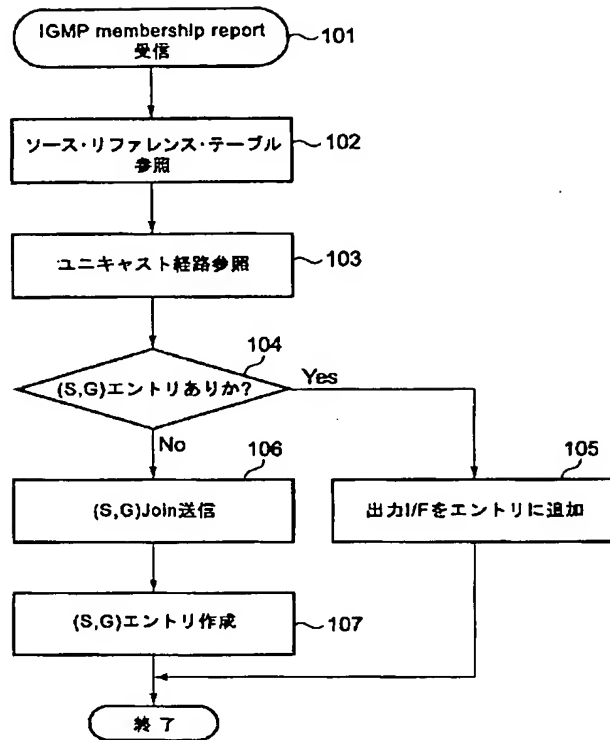 IGMP membership report
受信
101
ソース・リファレンス・テーブル
参照
102
ユニキャスト経路参照
103
104
(S,G)エントリありか?
Yes
No
106
105
(S,G)Join送信
出力I/Fをエントリに追加
(S,G)エントリ作成
107
終了